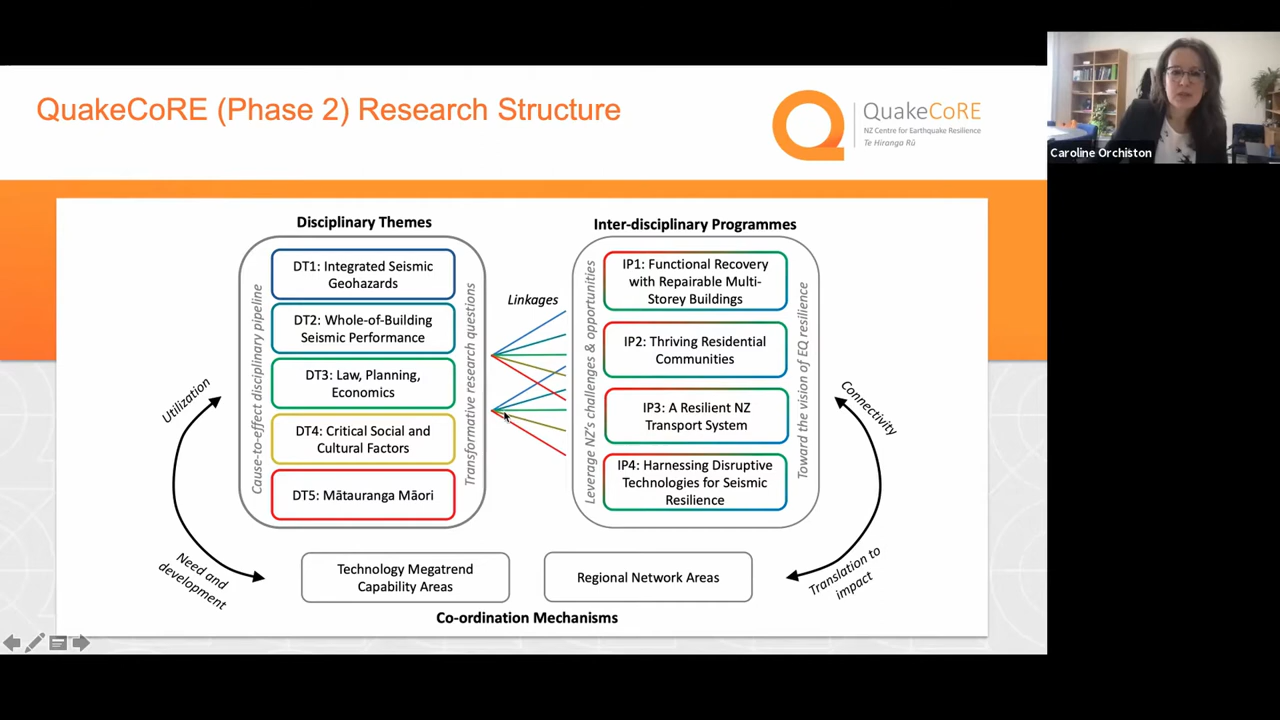 QuakeCoRE (Phase 2) Research Structure
QuakeCoRE
NZ Centre for Earthquake Resilience
Te Hiranga Rū
Caroline Orchiston
Disciplinary Themes
Cause-to-effect disciplinary pipeline
DT1: Integrated Seismic
Geohazards
DT2: Whole-of-Building
Seismic Performance
DT3: Law, Planning,
Economics
DT4: Critical Social and
Cultural Factors
DT5: Mātauranga Māori
Transformative research questions
Linkages
Inter-disciplinary Programmes
Leverage NZ's challenges & opportunities
IP1: Functional Recovery
with Repairable Multi-
Storey Buildings
IP2: Thriving Residential
Communities
IP3: A Resilient NZ
Transport System
IP4: Harnessing Disruptive
Technologies for Seismic
Resilience
Toward the vision of EQ resilience
Utilization
Need and
development
Connectivity
Translation to
impact
Technology Megatrend
Capability Areas
Regional Network Areas
Co-ordination Mechanisms